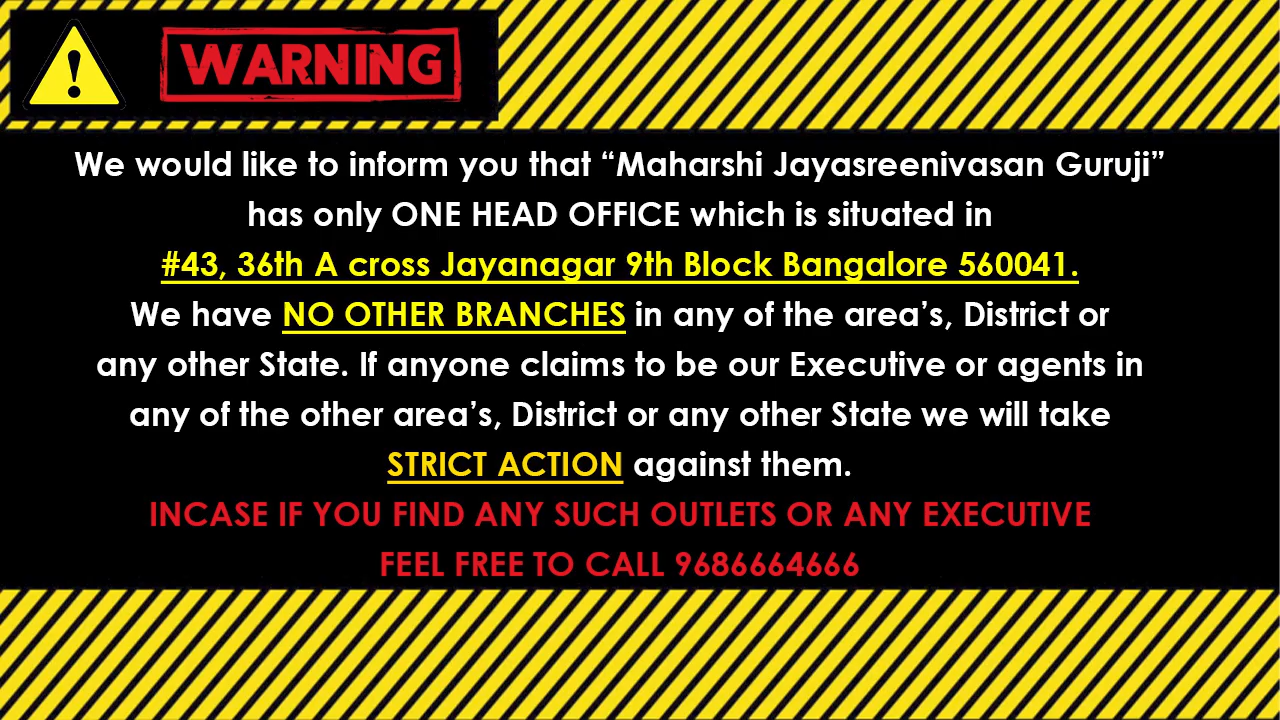 WARNING
We would like to inform you that “Maharshi Jayasreenivasan Guruji”
has only ONE HEAD OFFICE which is situated in
#43, 36th A cross Jayanagar 9th Block Bangalore 560041.
We have NO OTHER BRANCHES in any of the area’s, District or
any other State. If anyone claims to be our Executive or agents in
any of the other area’s, District or any other State we will take
STRICT ACTION against them.
INCASE IF YOU FIND ANY SUCH OUTLETS OR ANY EXECUTIVE
FEEL FREE TO CALL 9686664666